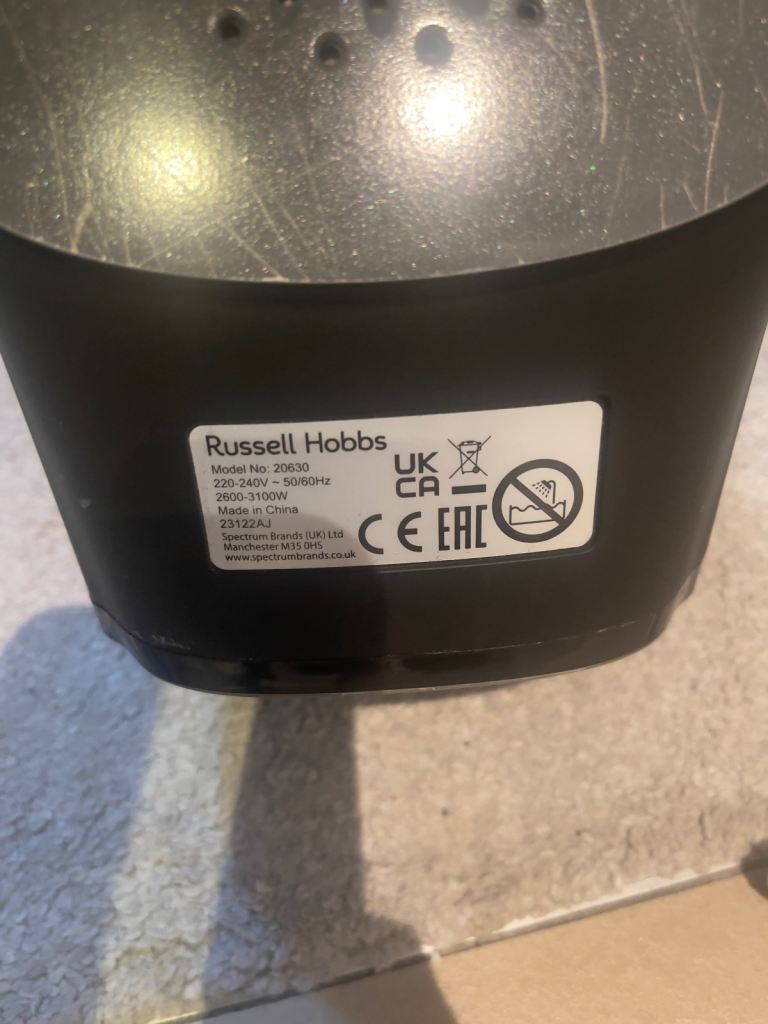 Russell Hobbs
Model No: 20630
220-240V ~ 50/60Hz
2600-3100W
Made in China
23122AJ
Spectrum Brands (UK) Ltd
Manchester M35 0HS
www.spectrumbrands.co.uk
UK
CA
CE
EAC